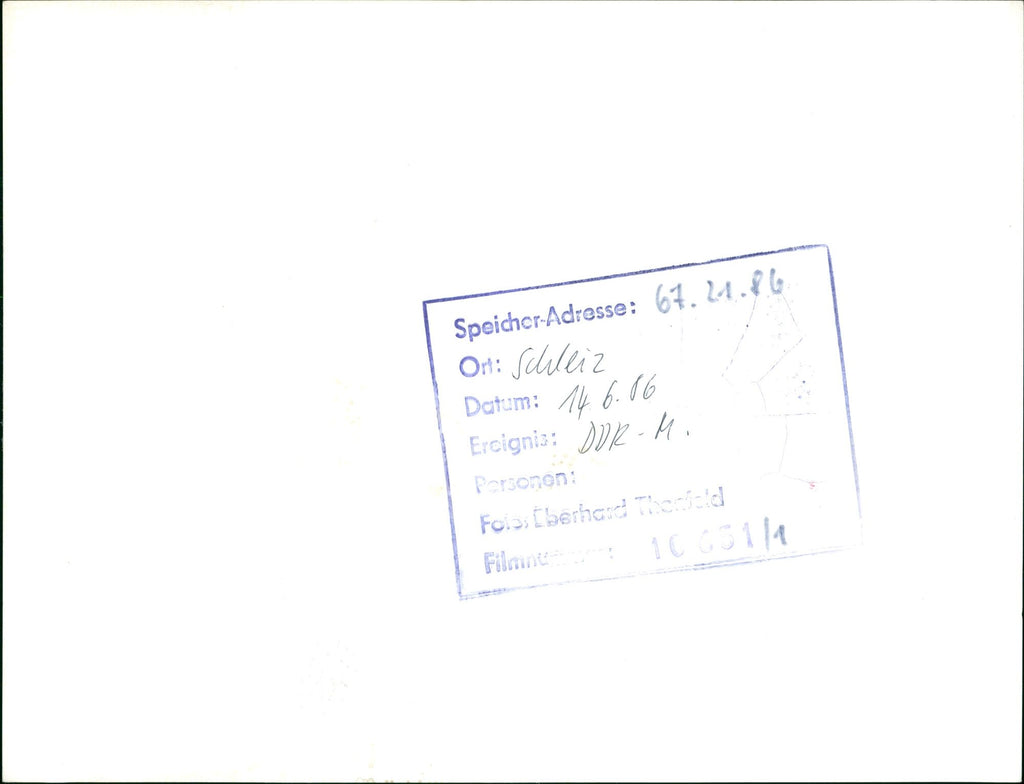 Speicher-Adresse: 67.21.86
Ort: Schleiz
Datum: 14.6.86
Ereignis: DDR-M.
Personen:
Foto: Eberhard Thonfeld
Filmnummer: 10 651/1